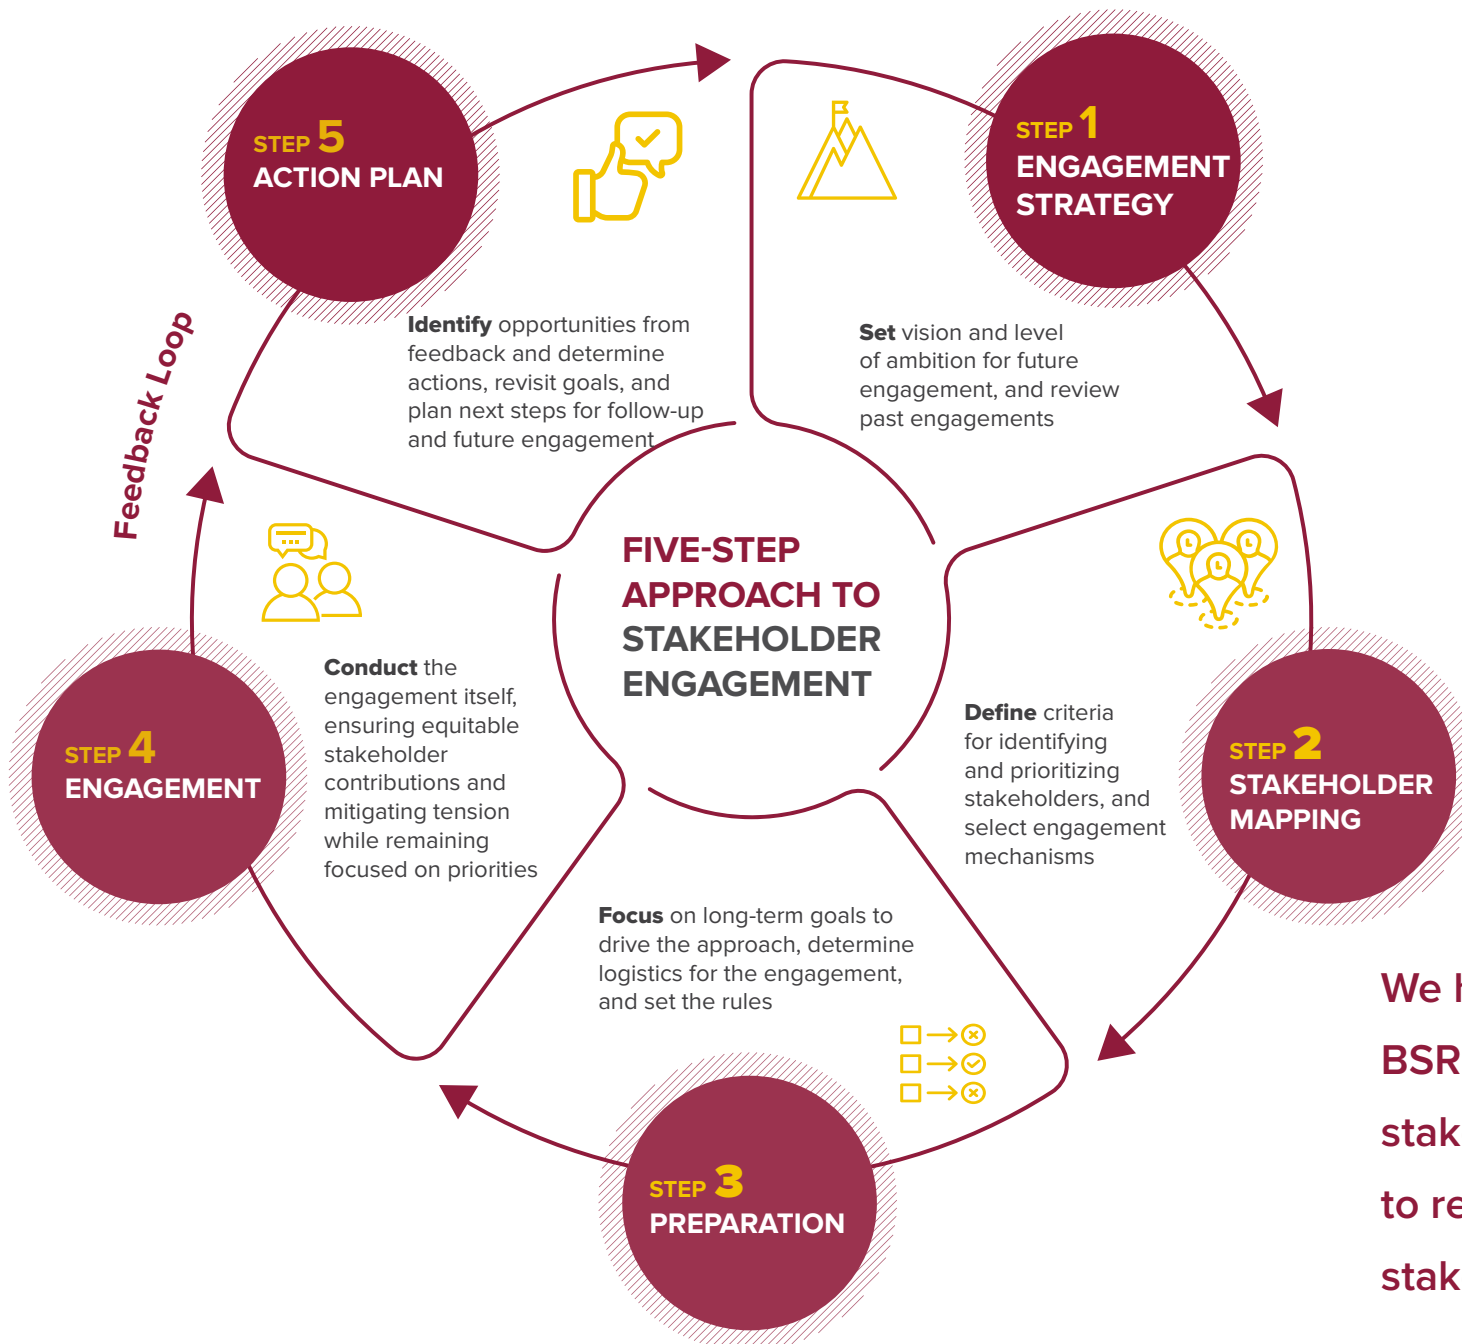 FIVE-STEP
APPROACH TO
STAKEHOLDER
ENGAGEMENT
STEP 1
ENGAGEMENT
STRATEGY
Set vision and level
of ambition for future
engagement, and review
past engagements
STEP 2
STAKEHOLDER
MAPPING
Define criteria
for identifying
and prioritizing
stakeholders, and
select engagement
mechanisms
STEP 3
PREPARATION
Focus on long-term goals to
drive the approach, determine
logistics for the engagement,
and set the rules
STEP 4
ENGAGEMENT
Conduct the
engagement itself,
ensuring equitable
stakeholder
contributions and
mitigating tension
while remaining
focused on priorities
Feedback Loop
STEP 5
ACTION PLAN
Identify opportunities from
feedback and determine
actions, revisit goals, and
plan next steps for follow-up
and future engagement
We
BSR
to